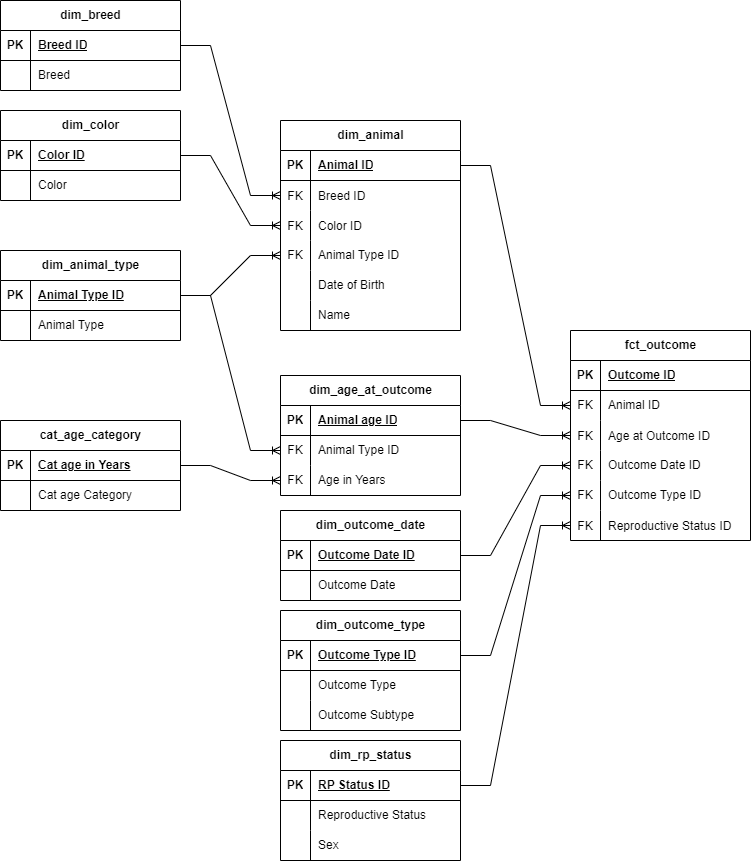 dim_breed
PK Breed ID
Breed
dim_color
PK Color ID
Color
dim_animal_type
PK Animal Type ID
Animal Type
cat_age_category
PK Cat age in Years
Cat age Category
dim_animal
PK Animal ID
FK Breed ID
FK Color ID
FK Animal Type ID
Date of Birth
Name
dim_age_at_outcome
PK Animal age ID
FK Animal Type ID
FK Age in Years
dim_outcome_date
PK Outcome Date ID
Outcome Date
dim_outcome_type
PK Outcome Type ID
Outcome Type
Outcome Subtype
dim_rp_status
PK RP Status ID
Reproductive Status
Sex
fct_outcome
PK Outcome ID
FK Animal ID
FK Age at Outcome ID
FK Outcome Date ID
FK Outcome Type ID
FK Reproductive Status ID